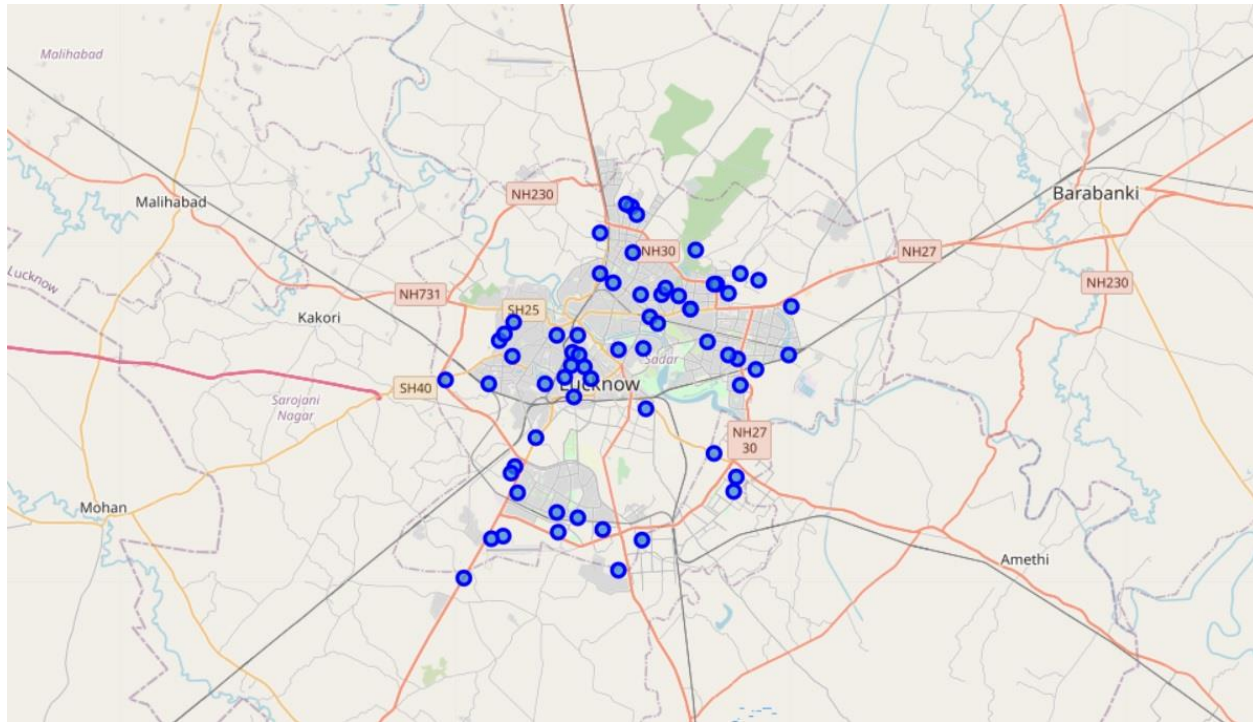 Malihabad
NH230
Malihabad
Barabanki
NH30
NH27
Lucknow
NH731
SH25
NH230
Kakori
Sadar
SH40
Lucknow
Sarojani
Nagar
NH27
30
Mohan
Amethi